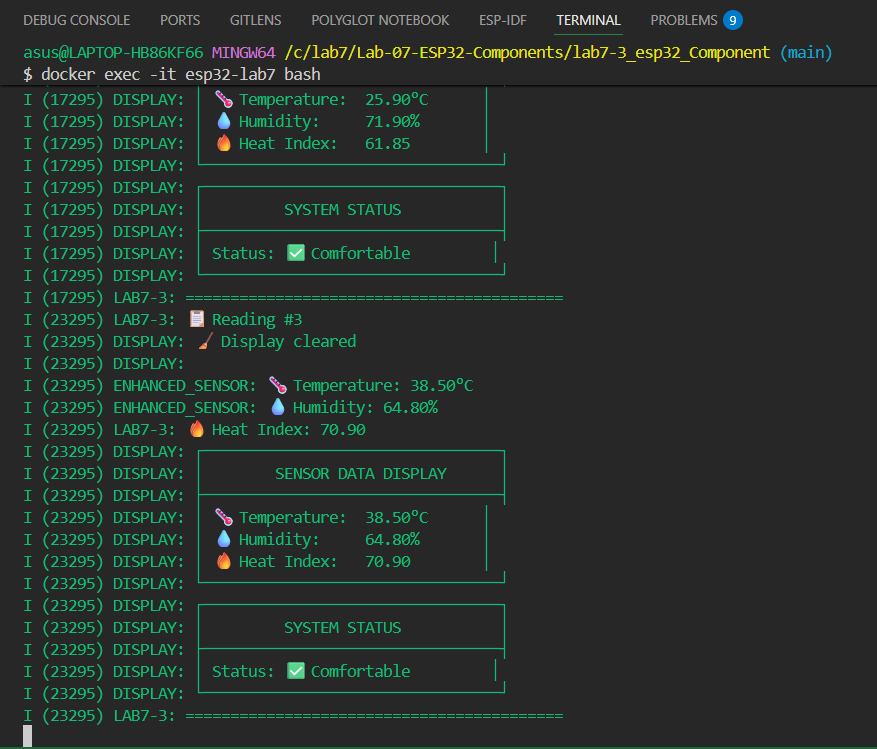 DEBUG CONSOLE PORTS GITLENS POLYGLOT NOTEBOOK ESP-IDF TERMINAL PROBLEMS 9
asus@LAPTOP-HB86KF66 MINGW64 /c/lab7/Lab-07-ESP32-Components/lab7-3_esp32_Component (main)
$ docker exec -it esp32-lab7 bash
I (17295) DISPLAY: │ 🌡️ Temperature: 25.90°C │
I (17295) DISPLAY: │ 💧 Humidity: 71.90% │
I (17295) DISPLAY: │ 🔥 Heat Index: 61.85 │
I (17295) DISPLAY: └─────────────────────────────────┘
I (17295) DISPLAY: ┌─────────────────────────────────┐
I (17295) DISPLAY: │ SYSTEM STATUS │
I (17295) DISPLAY: ├─────────────────────────────────┤
I (17295) DISPLAY: │ Status: ✅ Comfortable │
I (17295) DISPLAY: └─────────────────────────────────┘
I (17295) LAB7-3: ==========================================
I (23295) LAB7-3: 📋 Reading #3
I (23295) DISPLAY: 🧹 Display cleared
I (23295) DISPLAY:
I (23295) ENHANCED_SENSOR: 🌡️ Temperature: 38.50°C
I (23295) ENHANCED_SENSOR: 💧 Humidity: 64.80%
I (23295) LAB7-3: 🔥 Heat Index: 70.90
I (23295) DISPLAY: ┌─────────────────────────────────┐
I (23295) DISPLAY: │ SENSOR DATA DISPLAY │
I (23295) DISPLAY: ├─────────────────────────────────┤
I (23295) DISPLAY: │ 🌡️ Temperature: 38.50°C │
I (23295) DISPLAY: │ 💧 Humidity: 64.80% │
I (23295) DISPLAY: │ 🔥 Heat Index: 70.90 │
I (23295) DISPLAY: └─────────────────────────────────┘
I (23295) DISPLAY: ┌─────────────────────────────────┐
I (23295) DISPLAY: │ SYSTEM STATUS │
I (23295) DISPLAY: ├─────────────────────────────────┤
I (23295) DISPLAY: │ Status: ✅ Comfortable │
I (23295) DISPLAY: └─────────────────────────────────┘
I (23295) LAB7-3: ==========================================